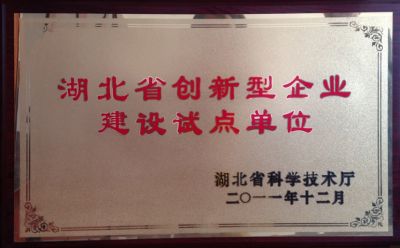 湖北省创新型企业
建设试点单位
湖北省科学技术厅
二〇一一年十二月